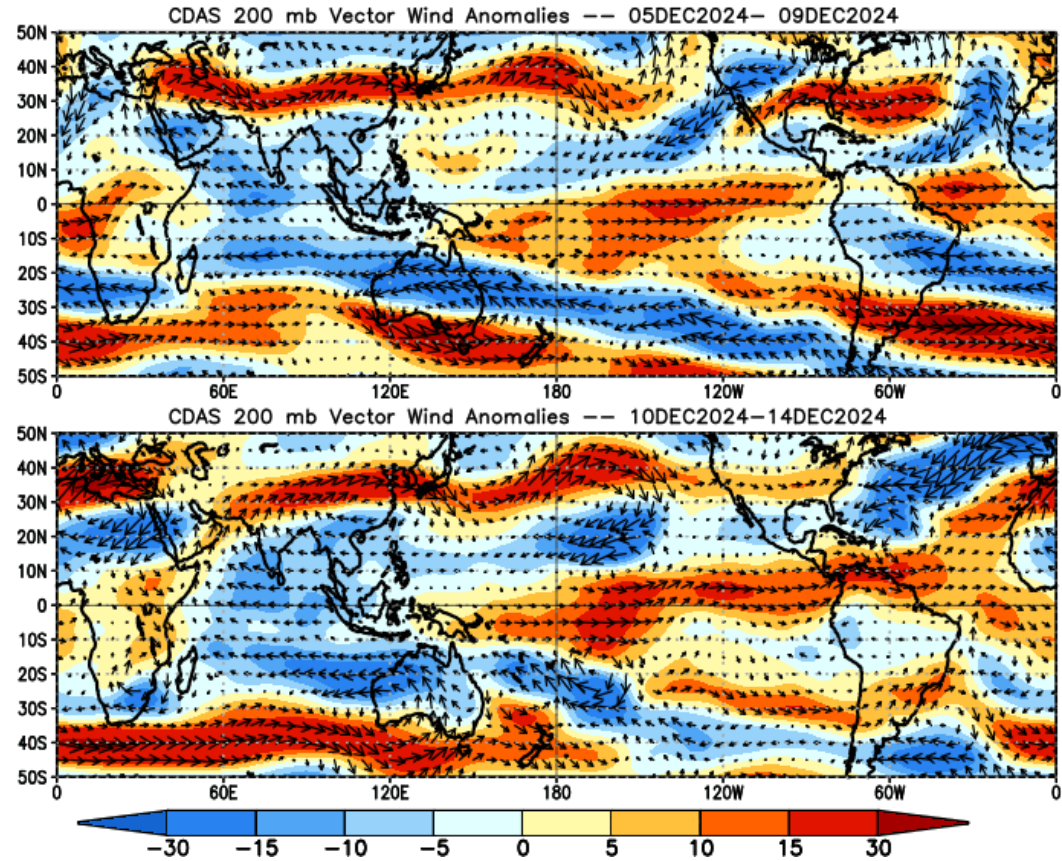 CDAS 200 mb Vector Wind Anomalies -- 05DEC2024- 09DEC2024
50N
40N
30N
20N
10N
0
10S
20S
30S
40S
50S
0 60E 120E 180 120W 60W 0
CDAS 200 mb Vector Wind Anomalies -- 10DEC2024-14DEC2024
50N
40N
30N
20N
10N
0
10S
20S
30S
40S
50S
0 60E 120E 180 120W 60W 0
-30 -15 -10 -5 0 5 10 15 30